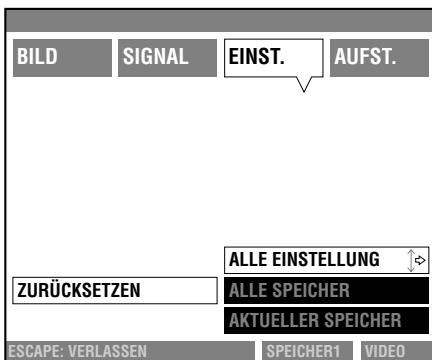 BILD SIGNAL EINST. AUFST.
ALLE EINSTELLUNG
ZURÜCKSETZEN ALLE SPEICHER
AKTUELLER SPEICHER
ESCAPE: VERLASSEN SPEICHER1 VIDEO